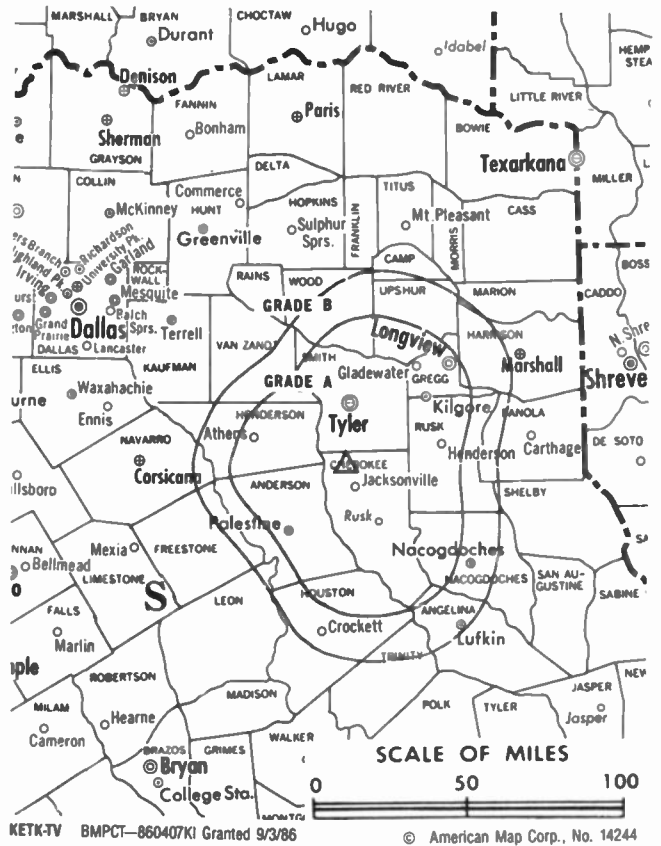 MARSHALL
BRYAN
CHOCTAW
Durant
Hugo
Idabel
Denison
LAMAR
RED RIVER
LITTLE RIVER
FANNIN
Paris
Sherman
Bonham
BOWIE
GRAYSON
Texarkana
DELTA
MILLER
COLLIN
Commerce
TITUS
HUNT
HOPKINS
McKinney
Sulphur
Sprs.
FRANKLIN
Mt. Pleasant
CASS
MORRIS
Greenville
Richardson
University Pk.
Garland
ROCK-
WALL
CAMP
RAINS
WOOD
UPSHUR
MARION
CADDO
Irving
Mesquite
GRADE B
Grand
Prairie
Dallas
Balch
Sprs.
Terrell
Longview
HARRISON
DALLAS
Lancaster
VAN ZANDT
SMITH
Marshall
ELLIS
KAUFMAN
GRADE A
Gladewater
GREGG
Shreve
Waxahachie
Kilgore
Ennis
HENDERSON
Tyler
PANOLA
RUSK
NAVARRO
Athens
Henderson
Carthage
DE SOTO
Corsicana
CHEROKEE
ANDERSON
Jacksonville
SHELBY
Palestine
Rusk
Mexia
FREESTONE
Nacogdoches
Bellmead
LIMESTONE
S
NACOGDOCHES
SAN AU-
GUSTINE
SABINE
LEON
HOUSTON
FALLS
ANGELINA
Marlin
Crockett
Lufkin
TRINITY
ROBERTSON
MADISON
JASPER
MILAM
POLK
TYLER
Hearne
Jasper
Cameron
WALKER
BRAZOS
GRIMES
Bryan
College Sta.
SCALE OF MILES
0 50 100
KETK-TV BMPCT—860407KI Granted 9/3/86
© American Map Corp., No. 14244